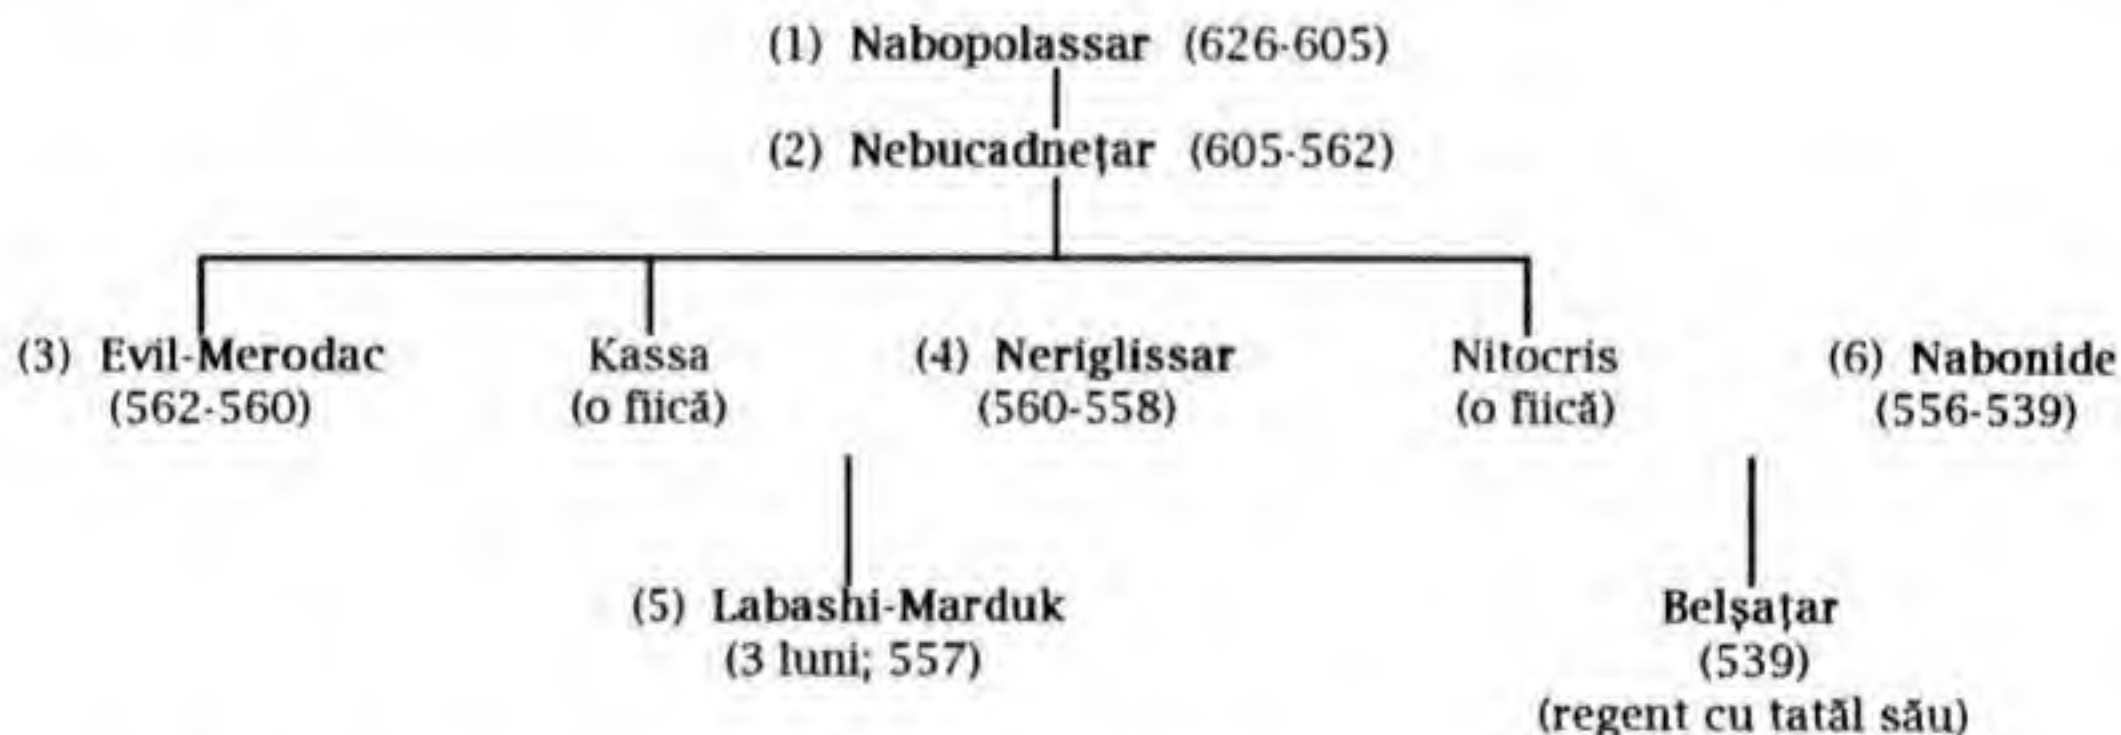 (1) Nabopolassar (626-605)
(2) Nebucadnețar (605-562)
(3) Evil-Merodac Kassa (4) Neriglissar Nitocris (6) Nabonide
(562-560) (o fiică) (560-558) (o fiică) (556-539)
(5) Labashi-Marduk Belșațar
(3 luni; 557) (539)
(regent cu tatăl său)